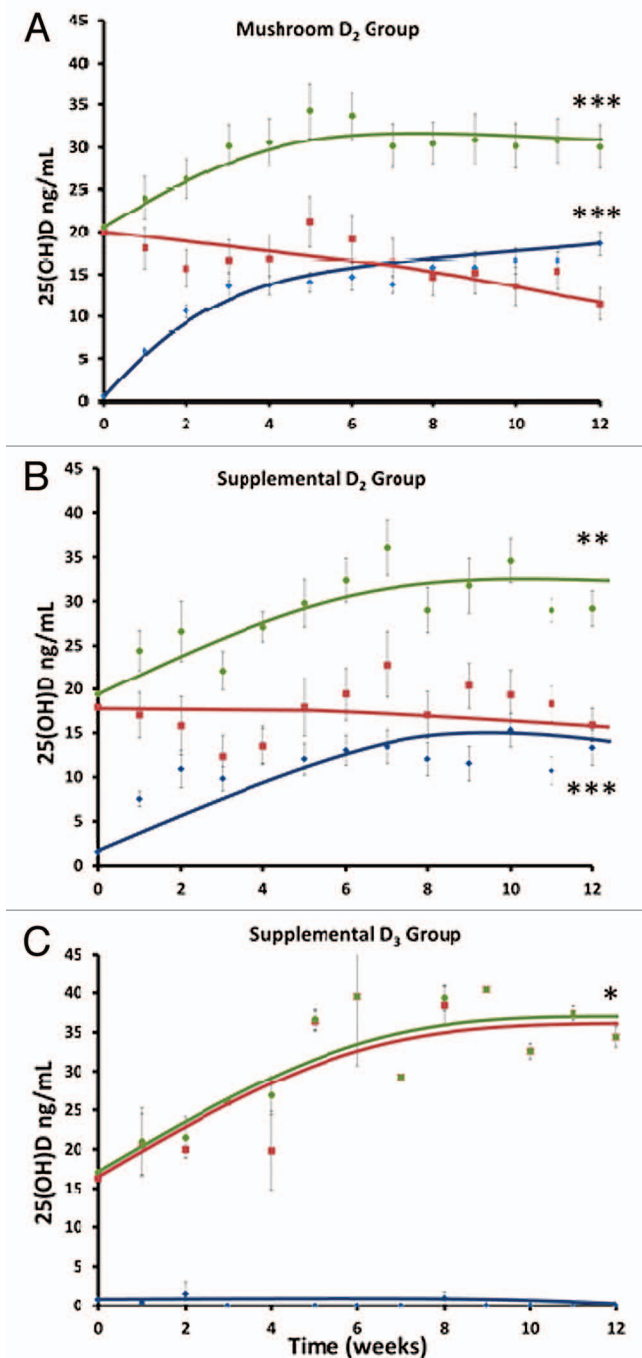 A
Mushroom D₂ Group
45
40
35
30
25
20
15
10
5
0
25(OH)D ng/mL
***
***
0 2 4 6 8 10 12
B
Supplemental D₂ Group
45
40
35
30
25
20
15
10
5
0
25(OH)D ng/mL
**
***
0 2 4 6 8 10 12
C
Supplemental D₃ Group
45
40
35
30
25
20
15
10
5
0
25(OH)D ng/mL
*
0 2 4 6 8 10 12
Time (weeks)